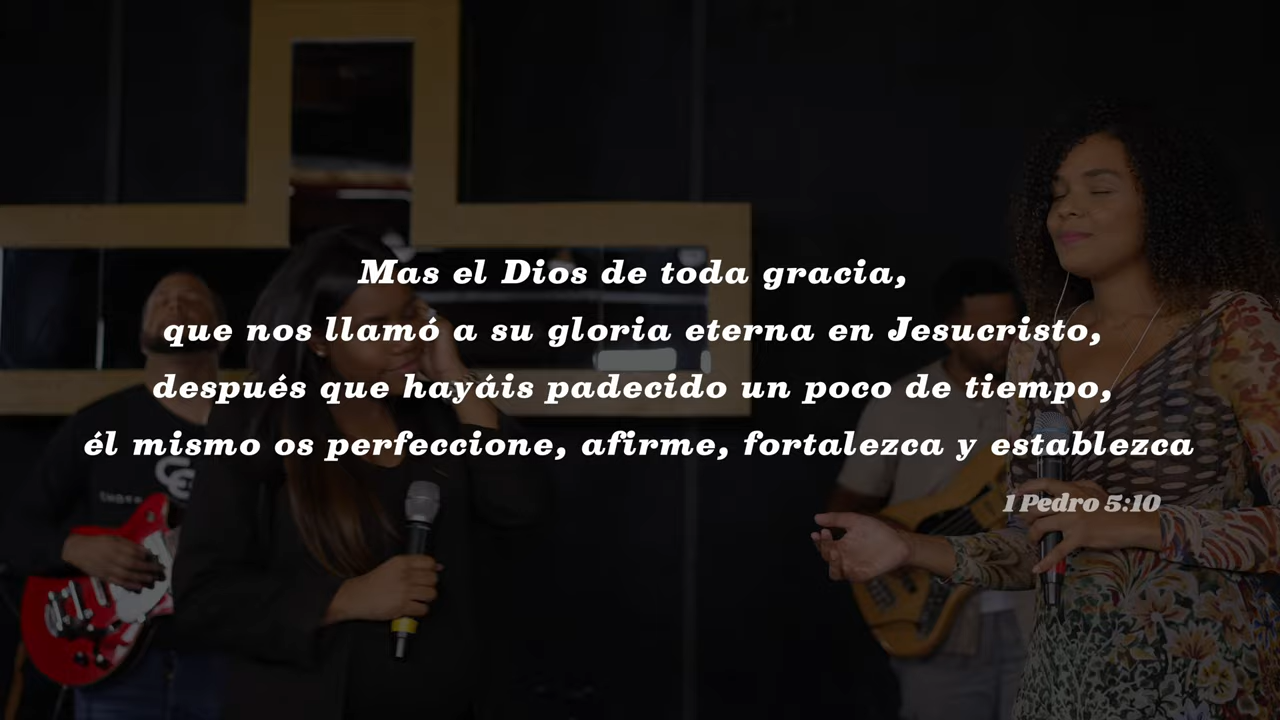 Mas el Dios de toda gracia,
que nos llamó a su gloria eterna en Jesucristo,
después que hayáis padecido un poco de tiempo,
él mismo os perfeccione, afirme, fortalezca y establezca
1 Pedro 5:10